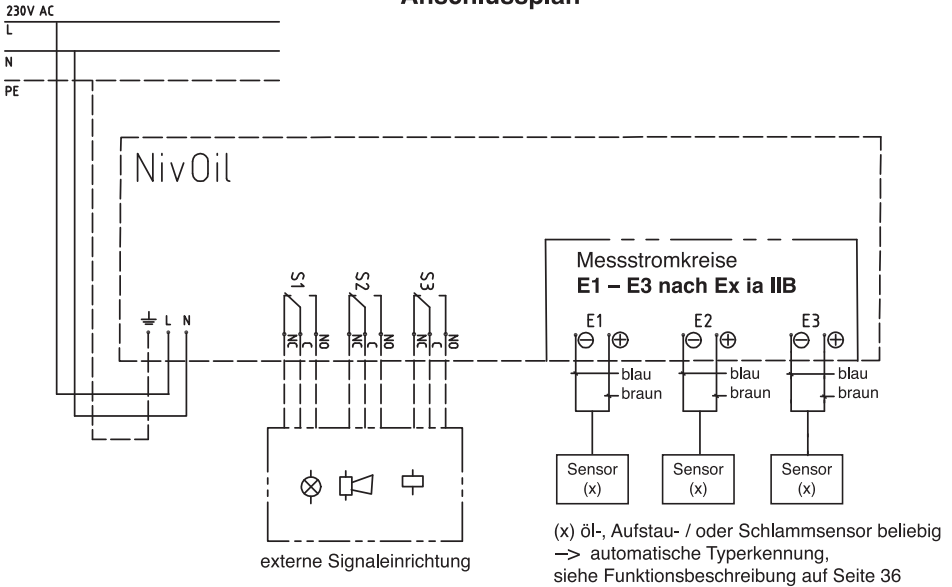 Anschlussplan
230V AC
L
N
PE
NivOil
Messstromkreise
E1 – E3 nach Ex ia IIB
S1 S2 S3
E1 E2 E3
L N
NC C NO NC C NO NC C NO
blau blau blau
braun braun braun
Sensor Sensor Sensor
(x) (x) (x)
externe Signaleinrichtung
(x) öl-, Aufstau- / oder Schlammsensor beliebig
–> automatische Typerkennung,
siehe Funktionsbeschreibung auf Seite 36